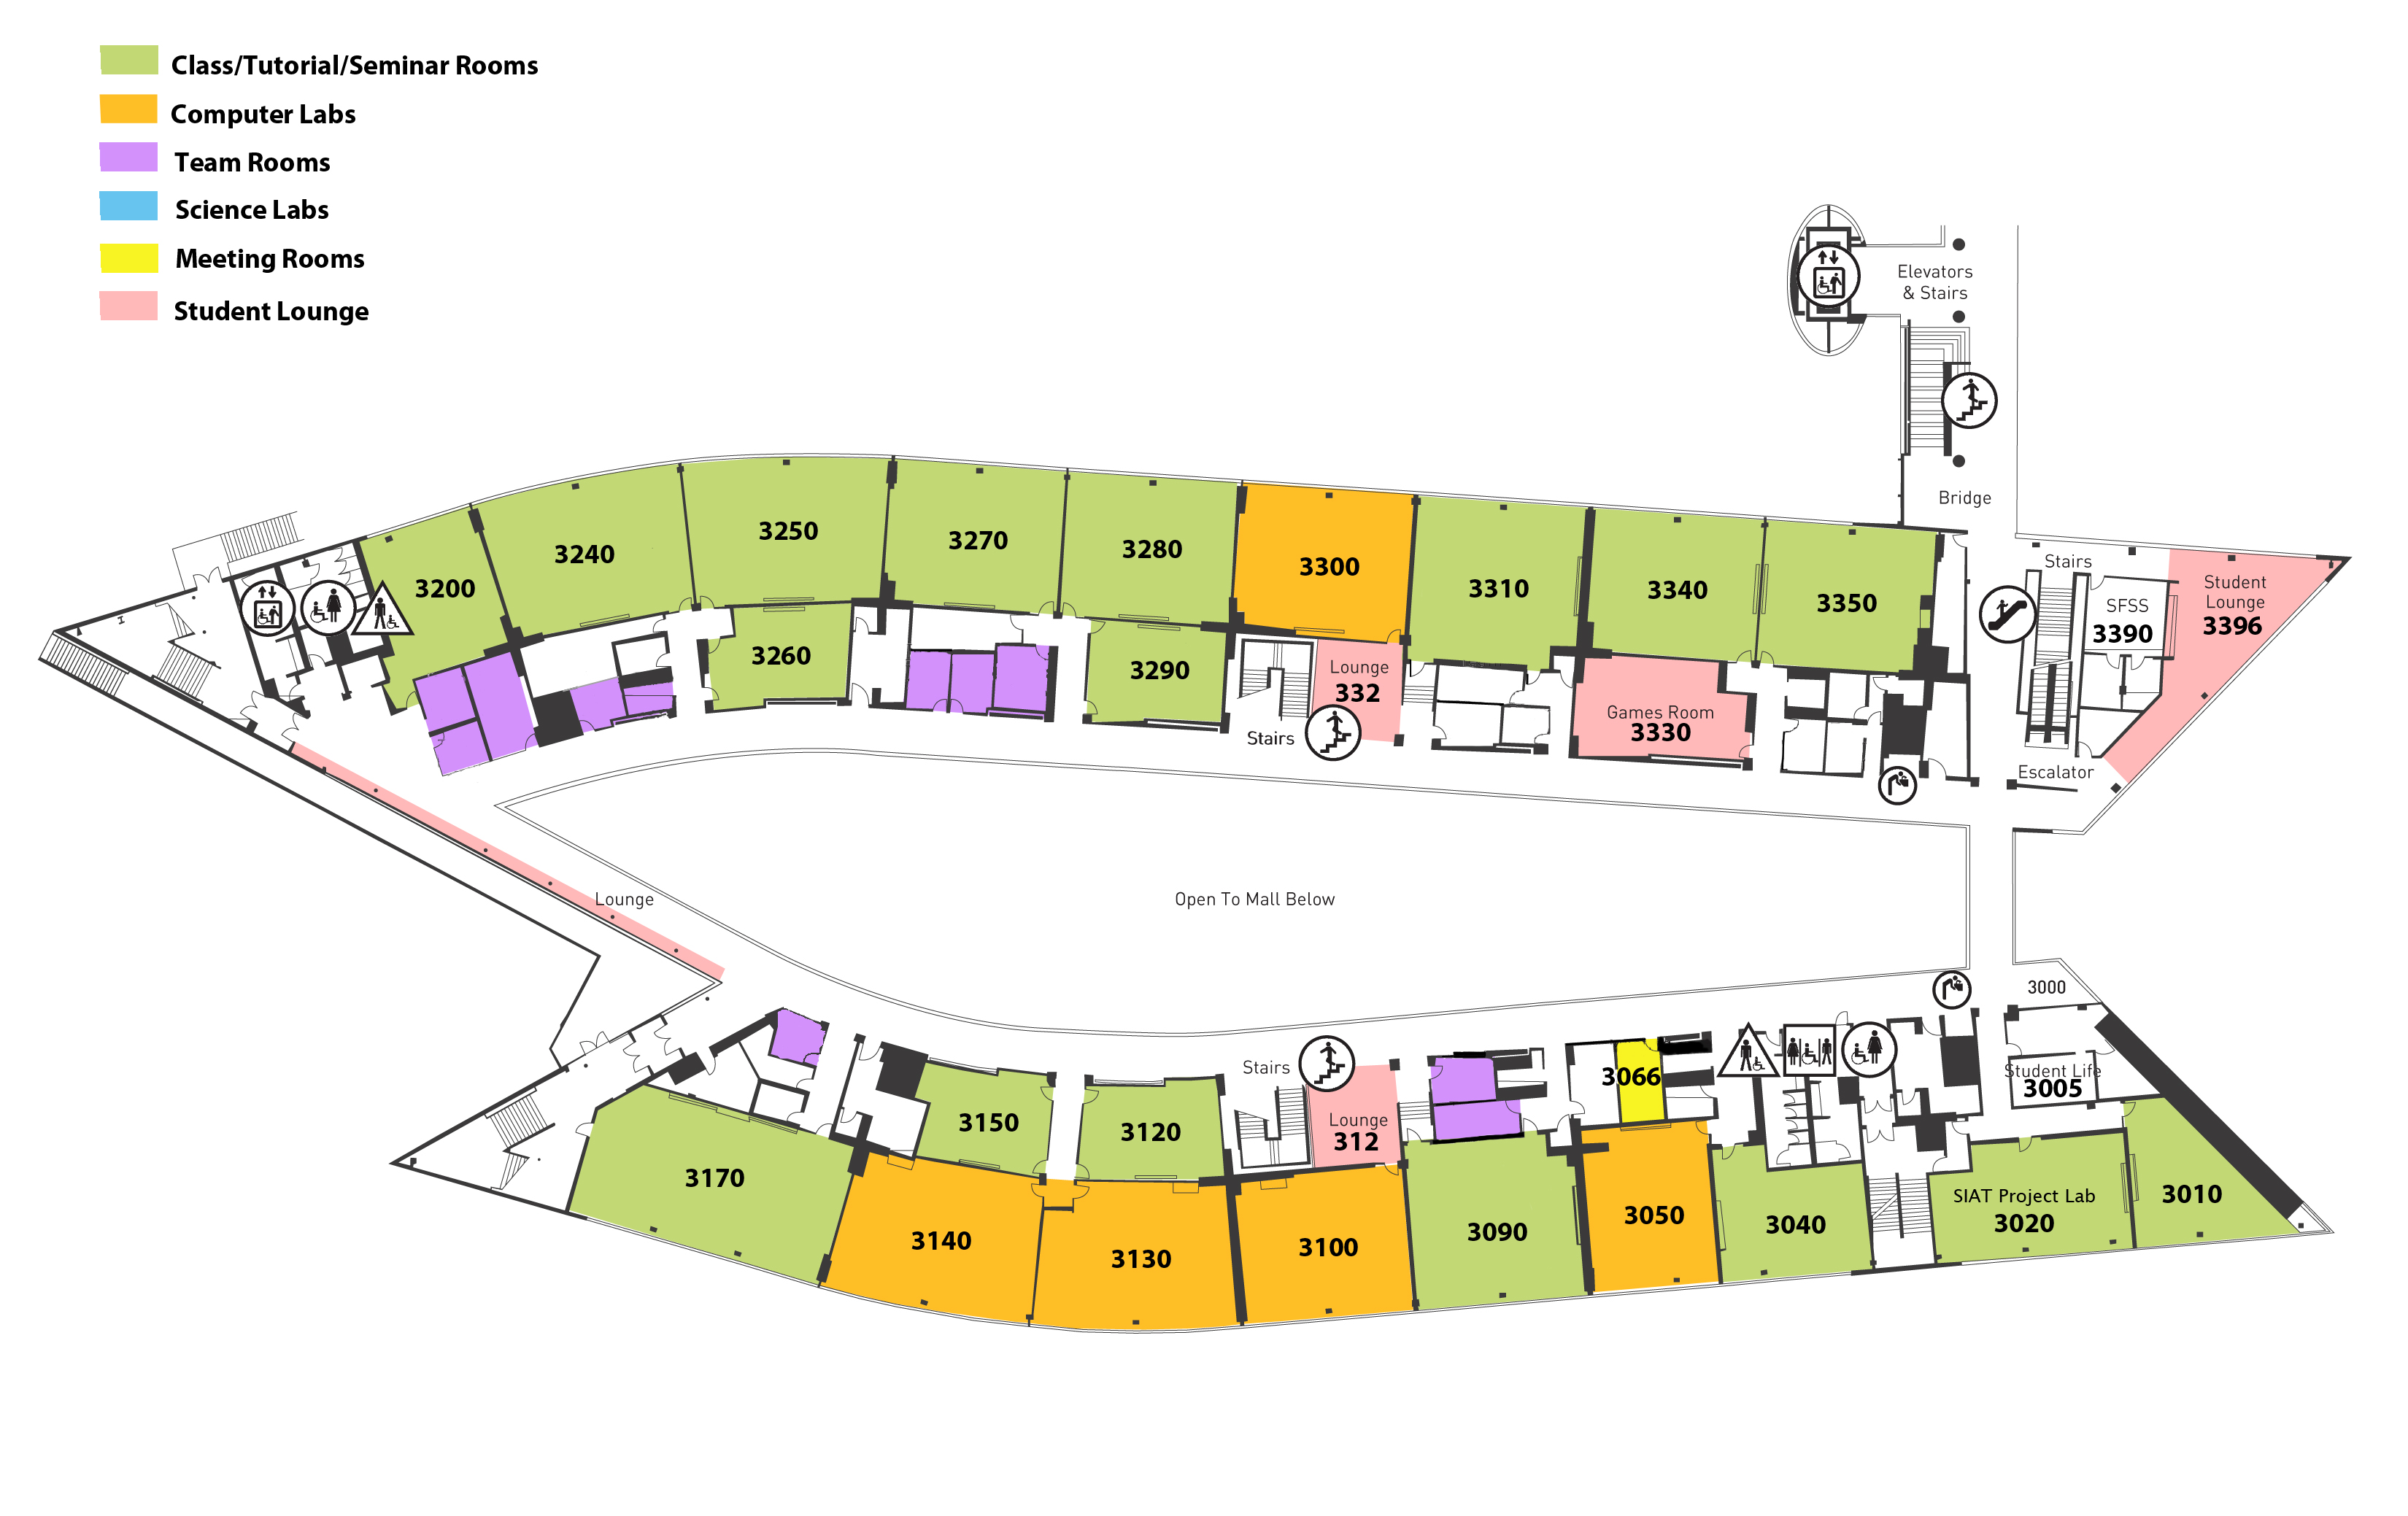 Class/Tutorial/Seminar Rooms
Computer Labs
Team Rooms
Science Labs
Meeting Rooms
Student Lounge
Elevators
& Stairs
Bridge
3200
3240
3250
3270
3280
3300
3310
3340
3350
3260
3290
Stairs
Lounge
332
Games Room
3330
Stairs
SFSS
3390
Student
Lounge
3396
Escalator
Lounge
Open To Mall Below
3000
Student Life
3005
Stairs
Lounge
312
3066
3150
3120
3170
3140
3130
3100
3090
3050
3040
SIAT Project Lab
3020
3010